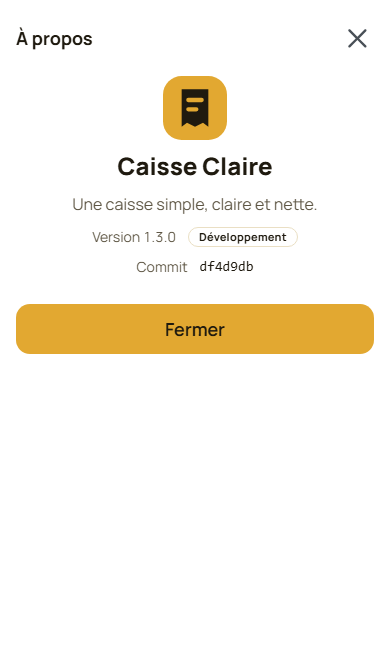 À propos
Caisse Claire
Une caisse simple, claire et nette.
Version 1.3.0 Développement
Commit df4d9db
Fermer